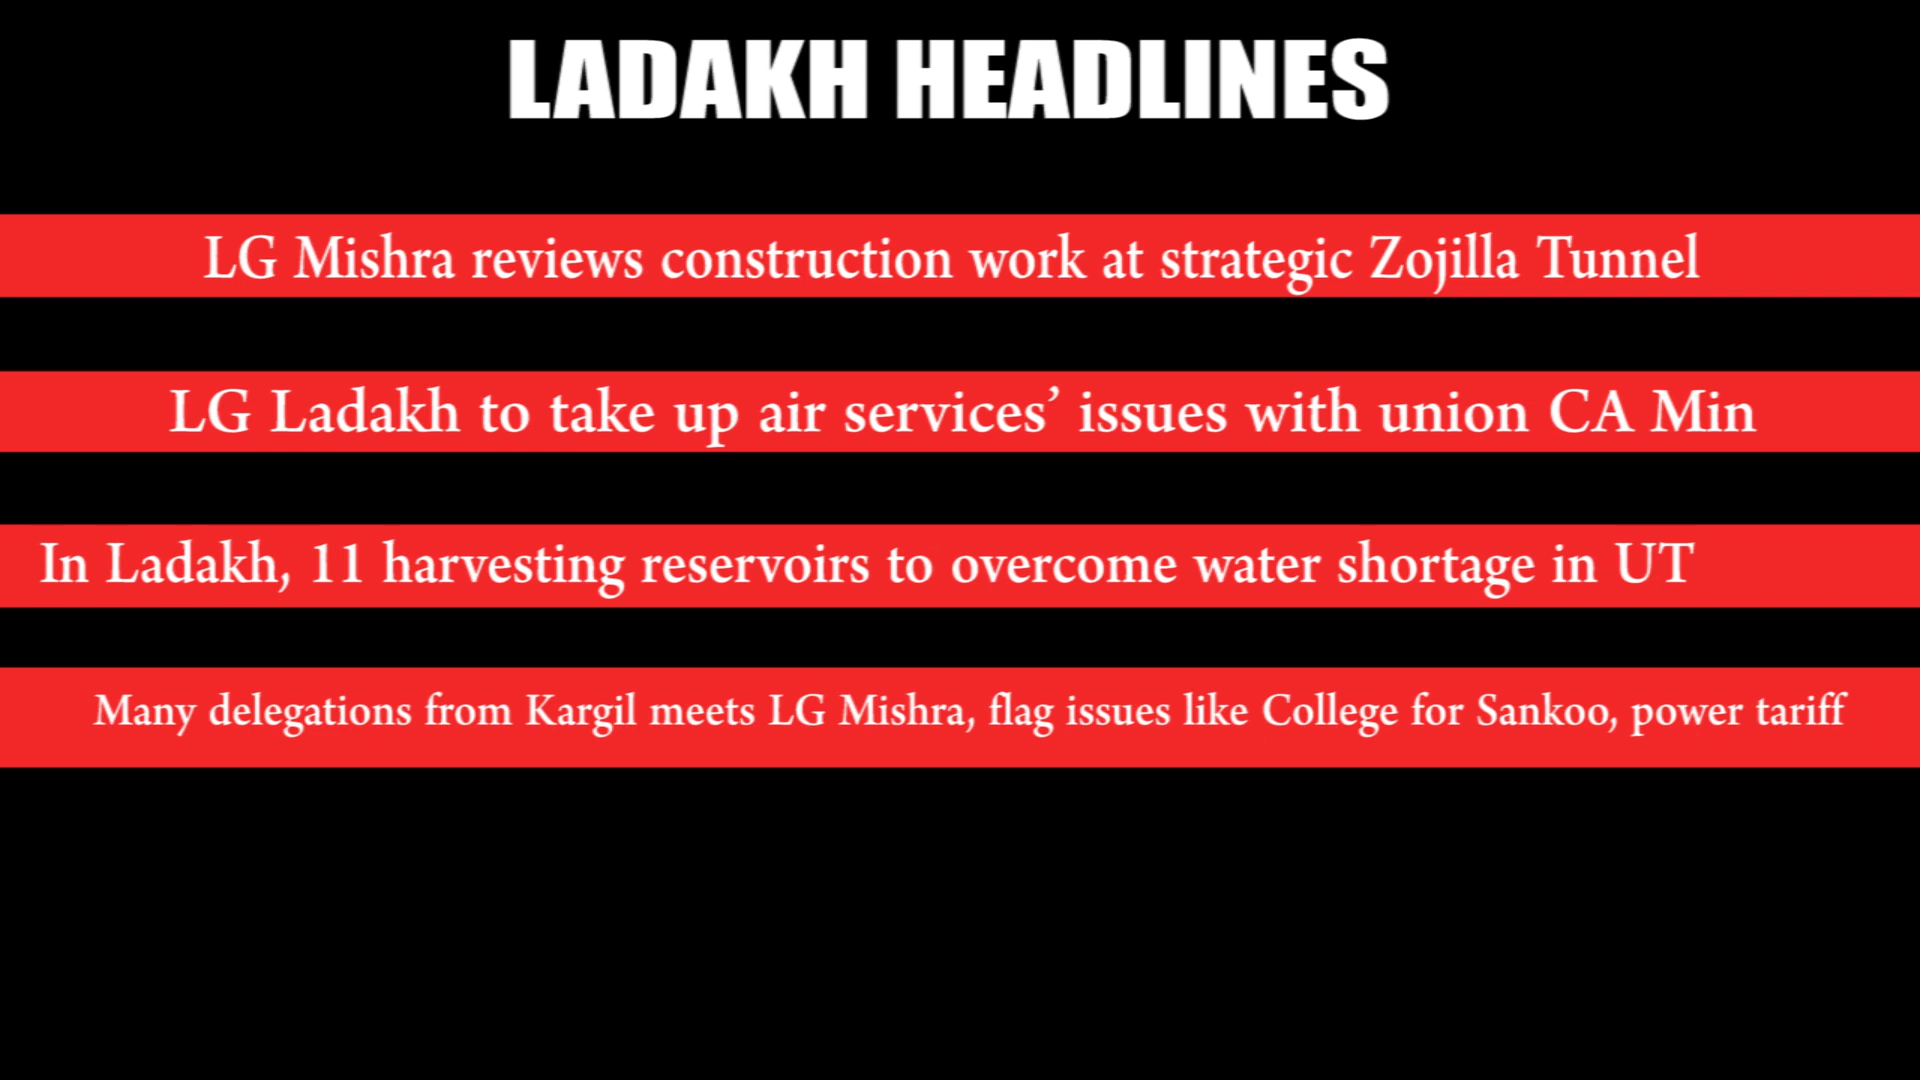 LADAKH HEADLINES
LG Mishra reviews construction work at strategic Zojilla Tunnel
LG Ladakh to take up air services’ issues with union CA Min
In Ladakh, 11 harvesting reservoirs to overcome water shortage in UT
Many delegations from Kargil meets LG Mishra, flag issues like College for Sankoo, power tariff